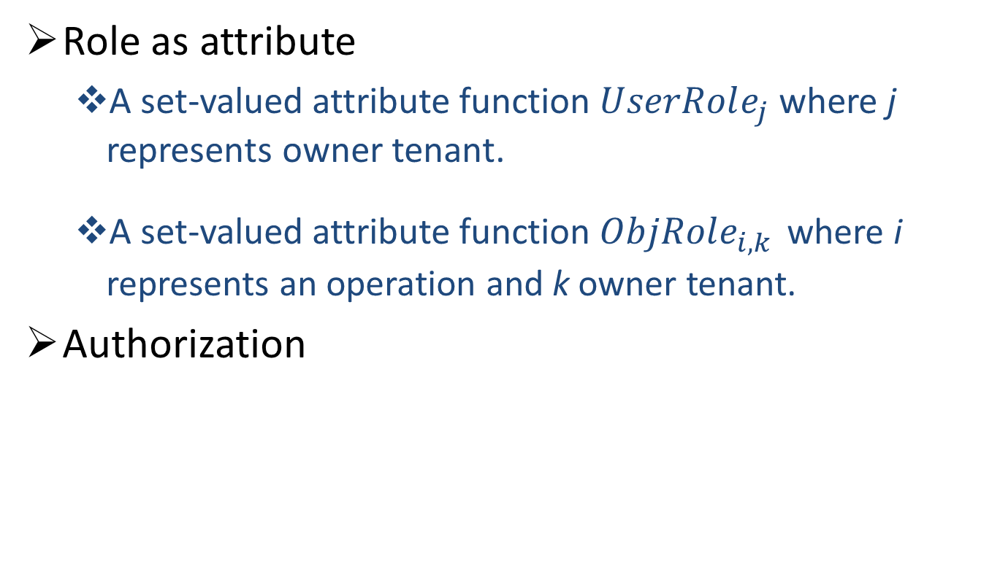 ➢Role as attribute
❖A set-valued attribute function UserRole_j where j
represents owner tenant.
❖A set-valued attribute function ObjRole_{i,k} where i
represents an operation and k owner tenant.
➢Authorization